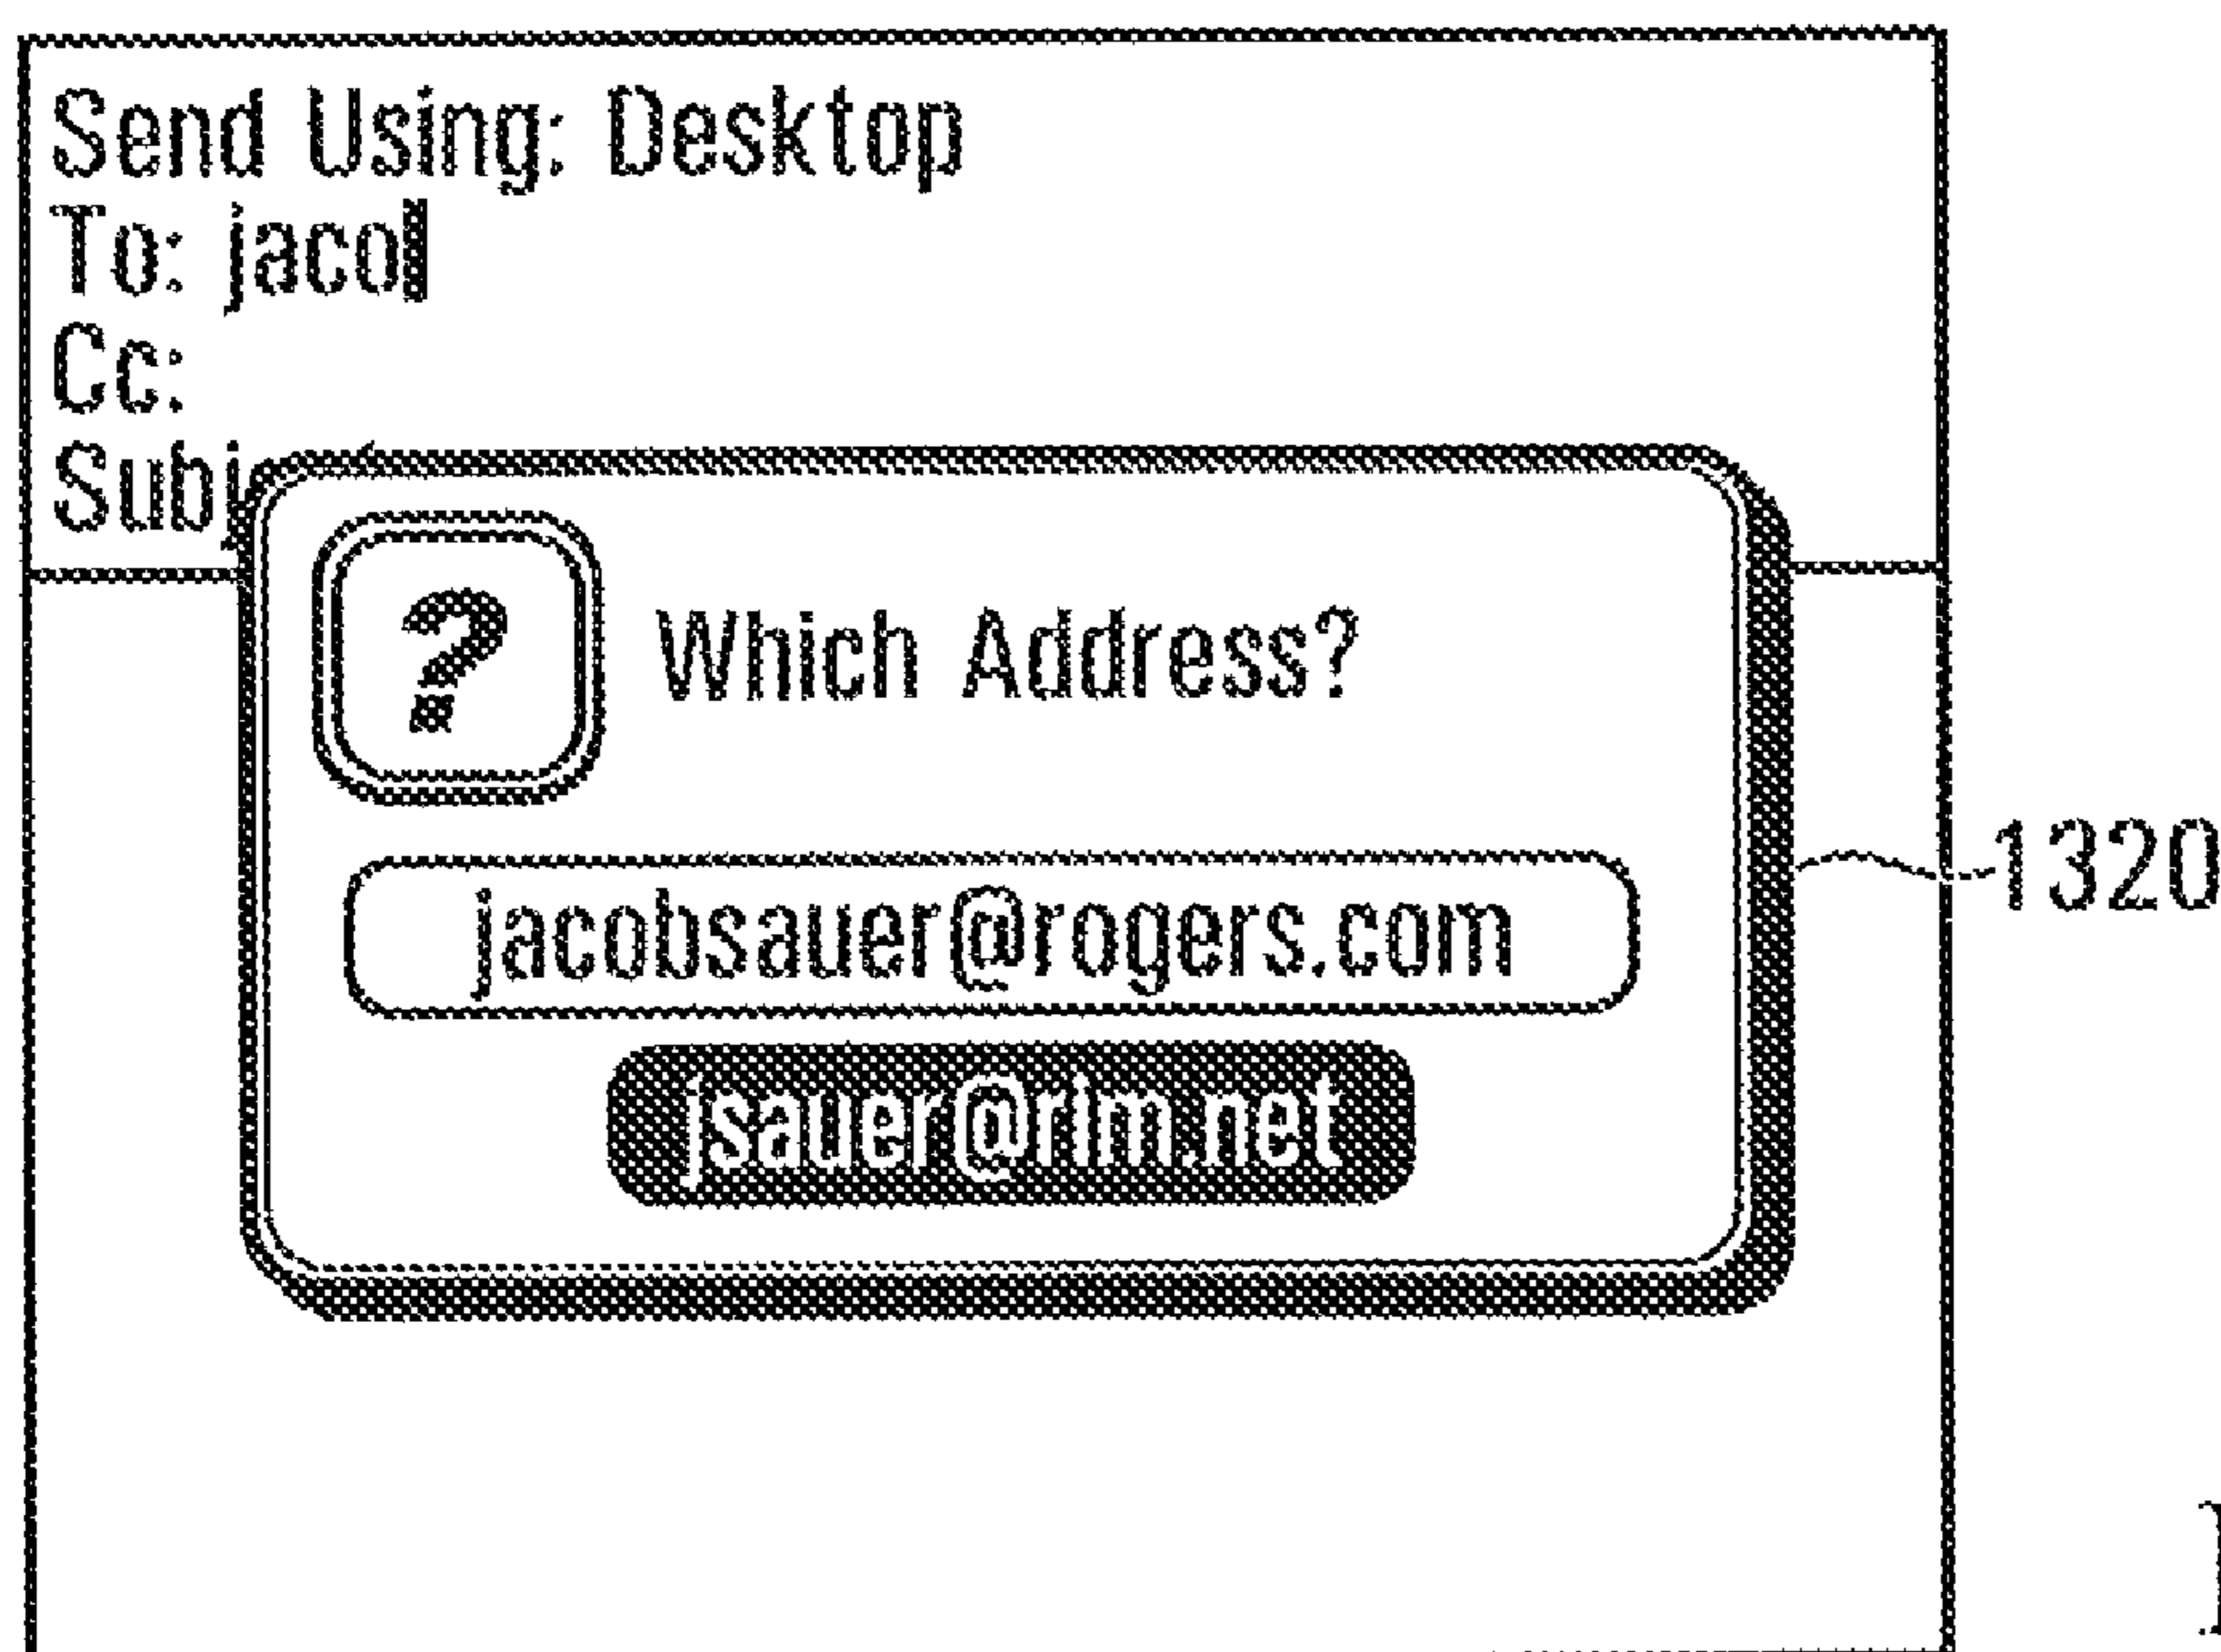 Send Using: Desktop
To: jaco
Cc:
Subj
? Which Address?
jacobsauer@rogers.com
jsauer@rim.net
1320